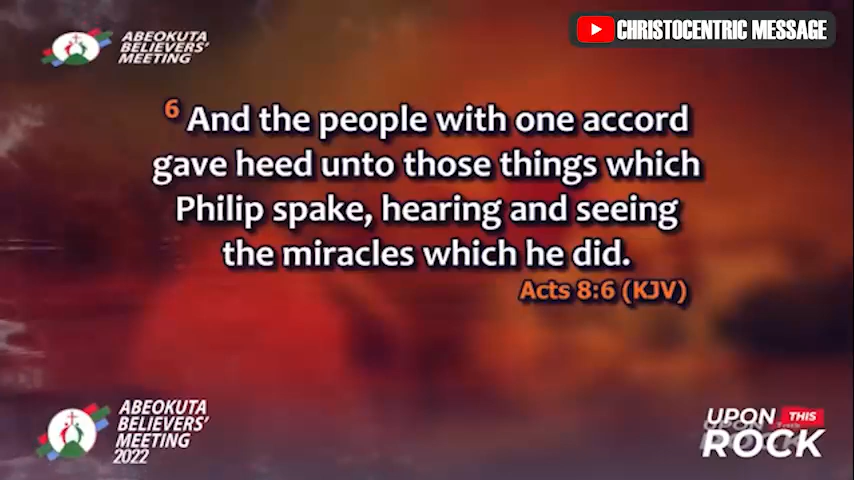 ABEOKUTA
BELIEVERS'
MEETING
CHRISTOCENTRIC MESSAGE
6 And the people with one accord
gave heed unto those things which
Philip spake, hearing and seeing
the miracles which he did.
Acts 8:6 (KJV)
ABEOKUTA
BELIEVERS'
MEETING
2022
UPON THIS
ROCK